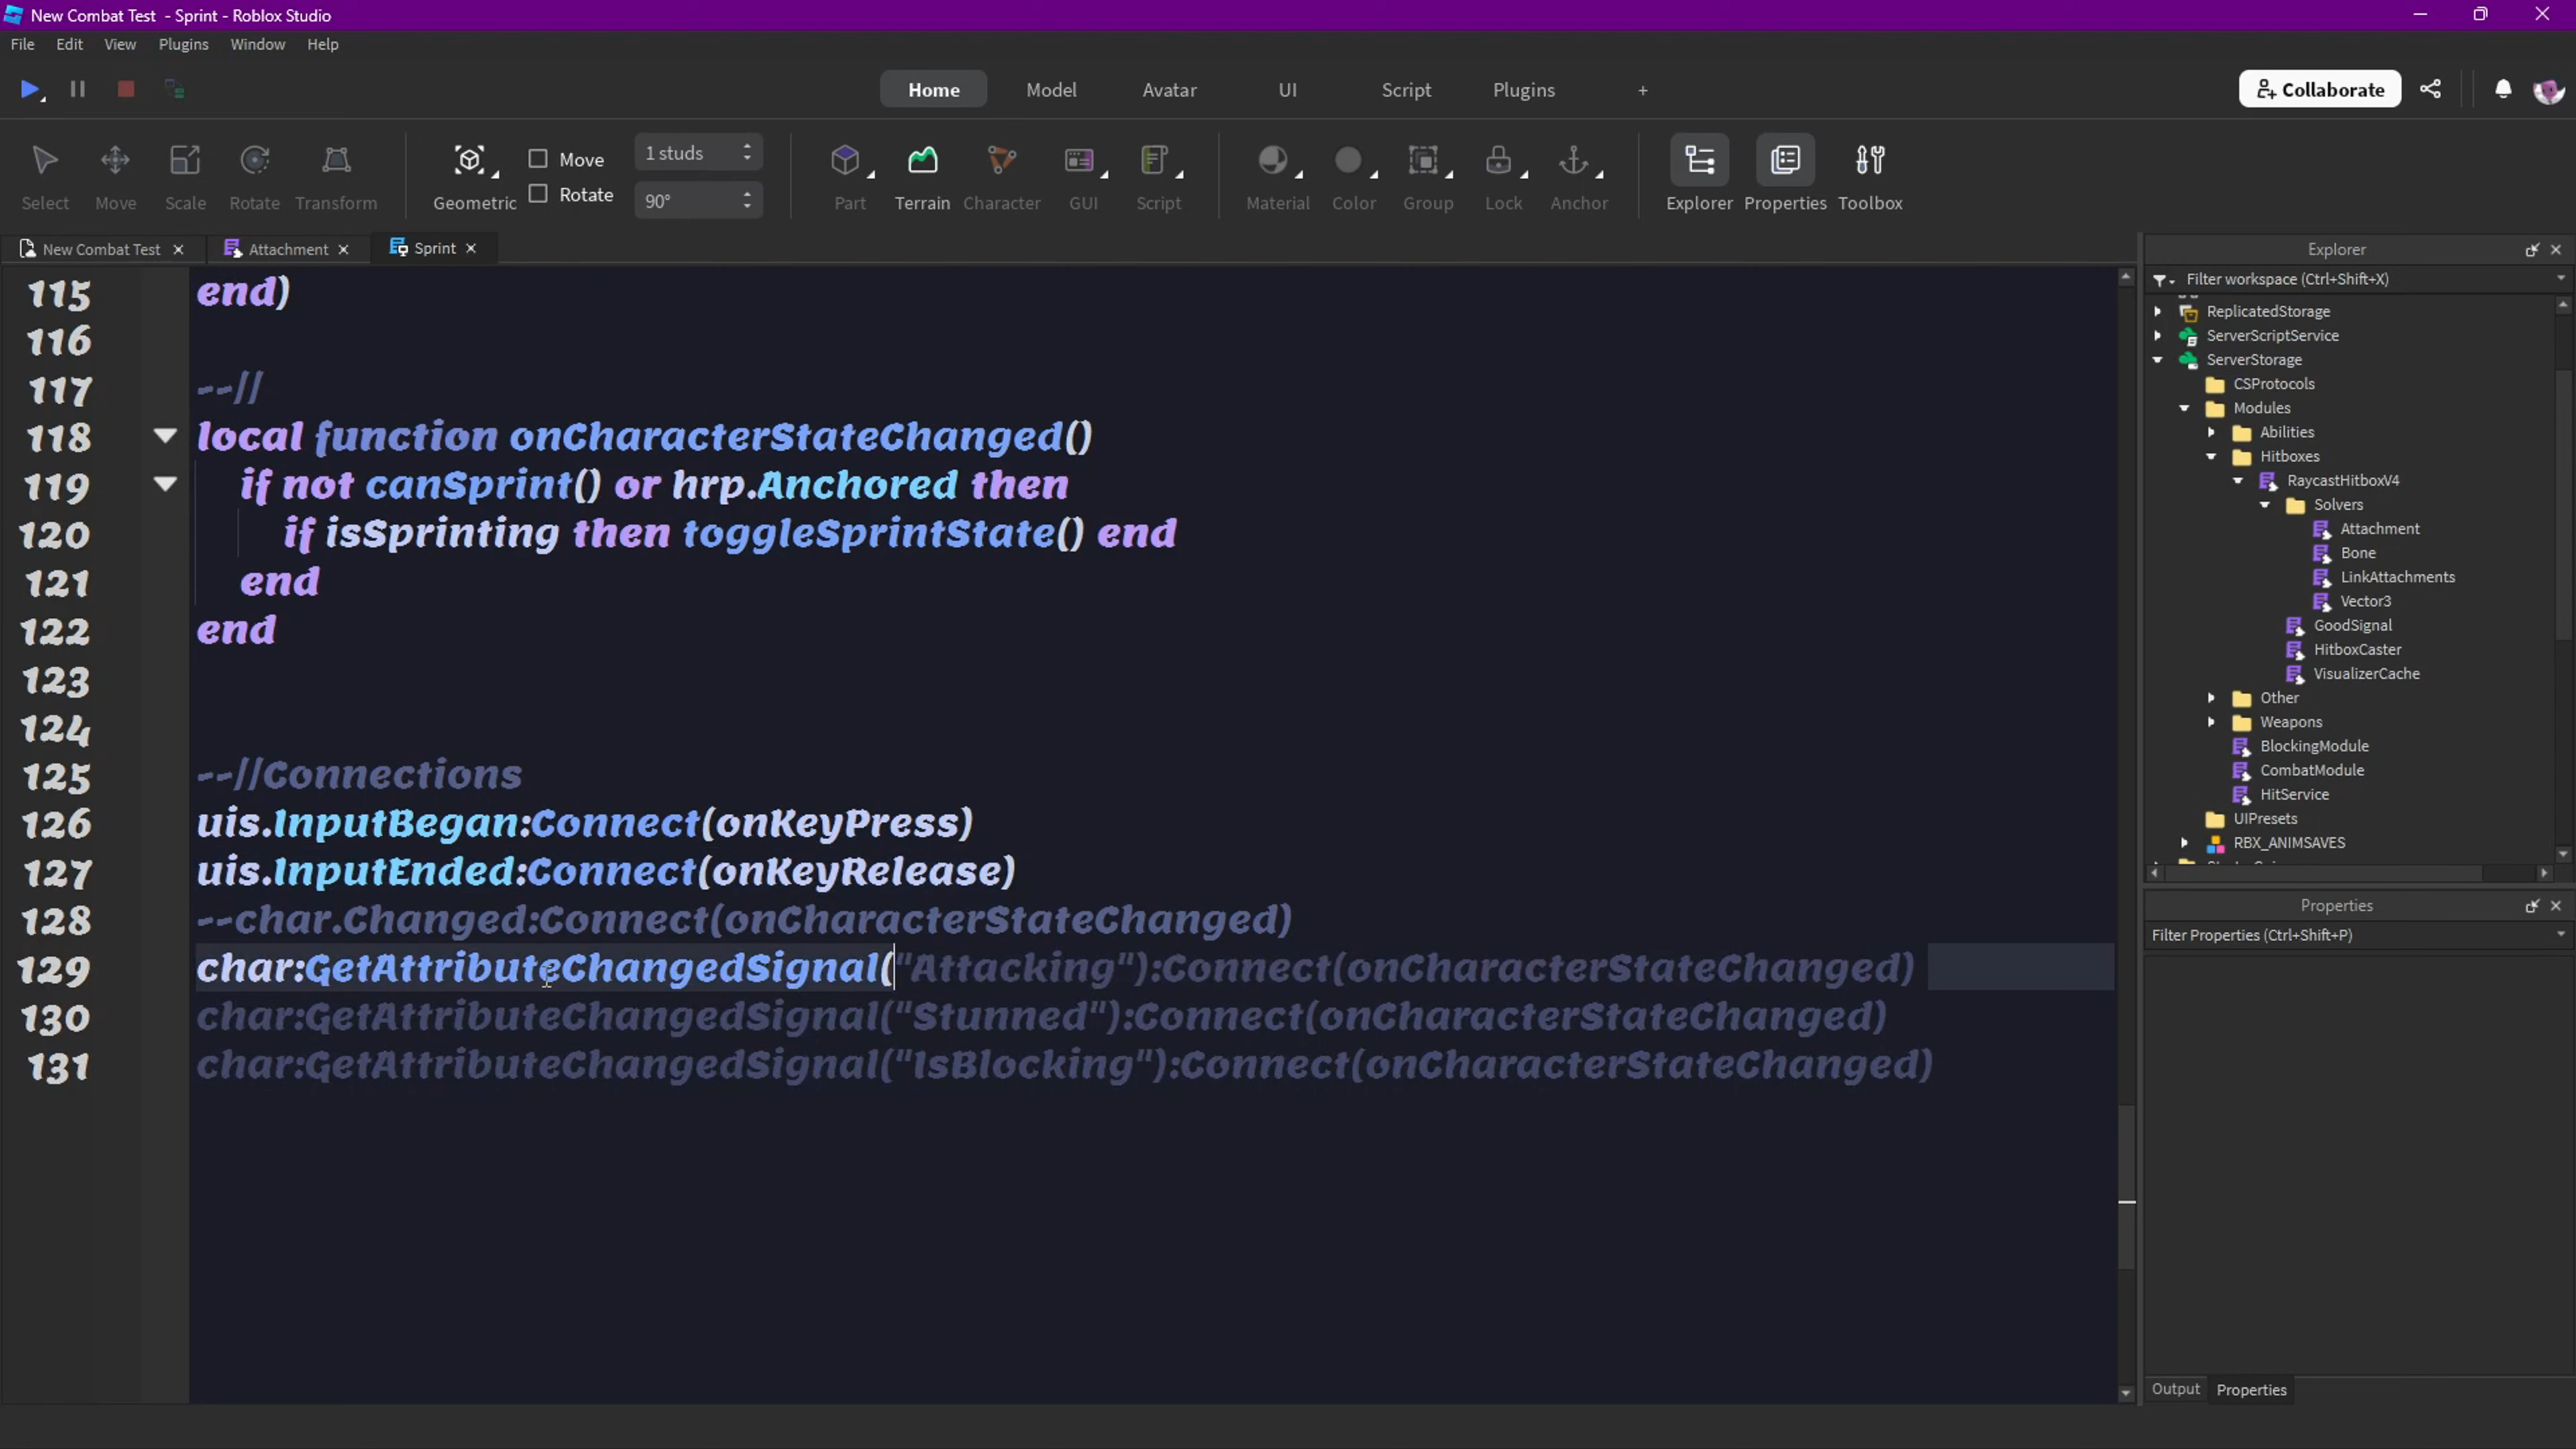 New Combat Test - Sprint - Roblox Studio
File Edit View Plugins Window Help
Home Model Avatar UI Script Plugins +
Collaborate
Select Move Scale Rotate Transform
Geometric
Move
Rotate
1 studs
90°
Part Terrain Character GUI Script
Material Color Group Lock Anchor
Explorer Properties Toolbox
New Combat Test Attachment Sprint
115 end)
116
117 --//
118 local function onCharacterStateChanged()
119 if not canSprint() or hrp.Anchored then
120 if isSprinting then toggleSprintState() end
121 end
122 end
123
124
125 --//Connections
126 uis.InputBegan:Connect(onKeyPress)
127 uis.InputEnded:Connect(onKeyRelease)
128 --char.Changed:Connect(onCharacterStateChanged)
129 char:GetAttributeChangedSignal("Attacking"):Connect(onCharacterStateChanged)
130 char:GetAttributeChangedSignal("Stunned"):Connect(onCharacterStateChanged)
131 char:GetAttributeChangedSignal("IsBlocking"):Connect(onCharacterStateChanged)
Explorer
Filter workspace (Ctrl+Shift+X)
ReplicatedStorage
ServerScriptService
ServerStorage
CSProtocols
Modules
Abilities
Hitboxes
RaycastHitboxV4
Solvers
Attachment
Bone
LinkAttachments
Vector3
GoodSignal
HitboxCaster
VisualizerCache
Other
Weapons
BlockingModule
CombatModule
HitService
UIPresets
RBX_ANIMSAVES
Properties
Filter Properties (Ctrl+Shift+P)
Output Properties